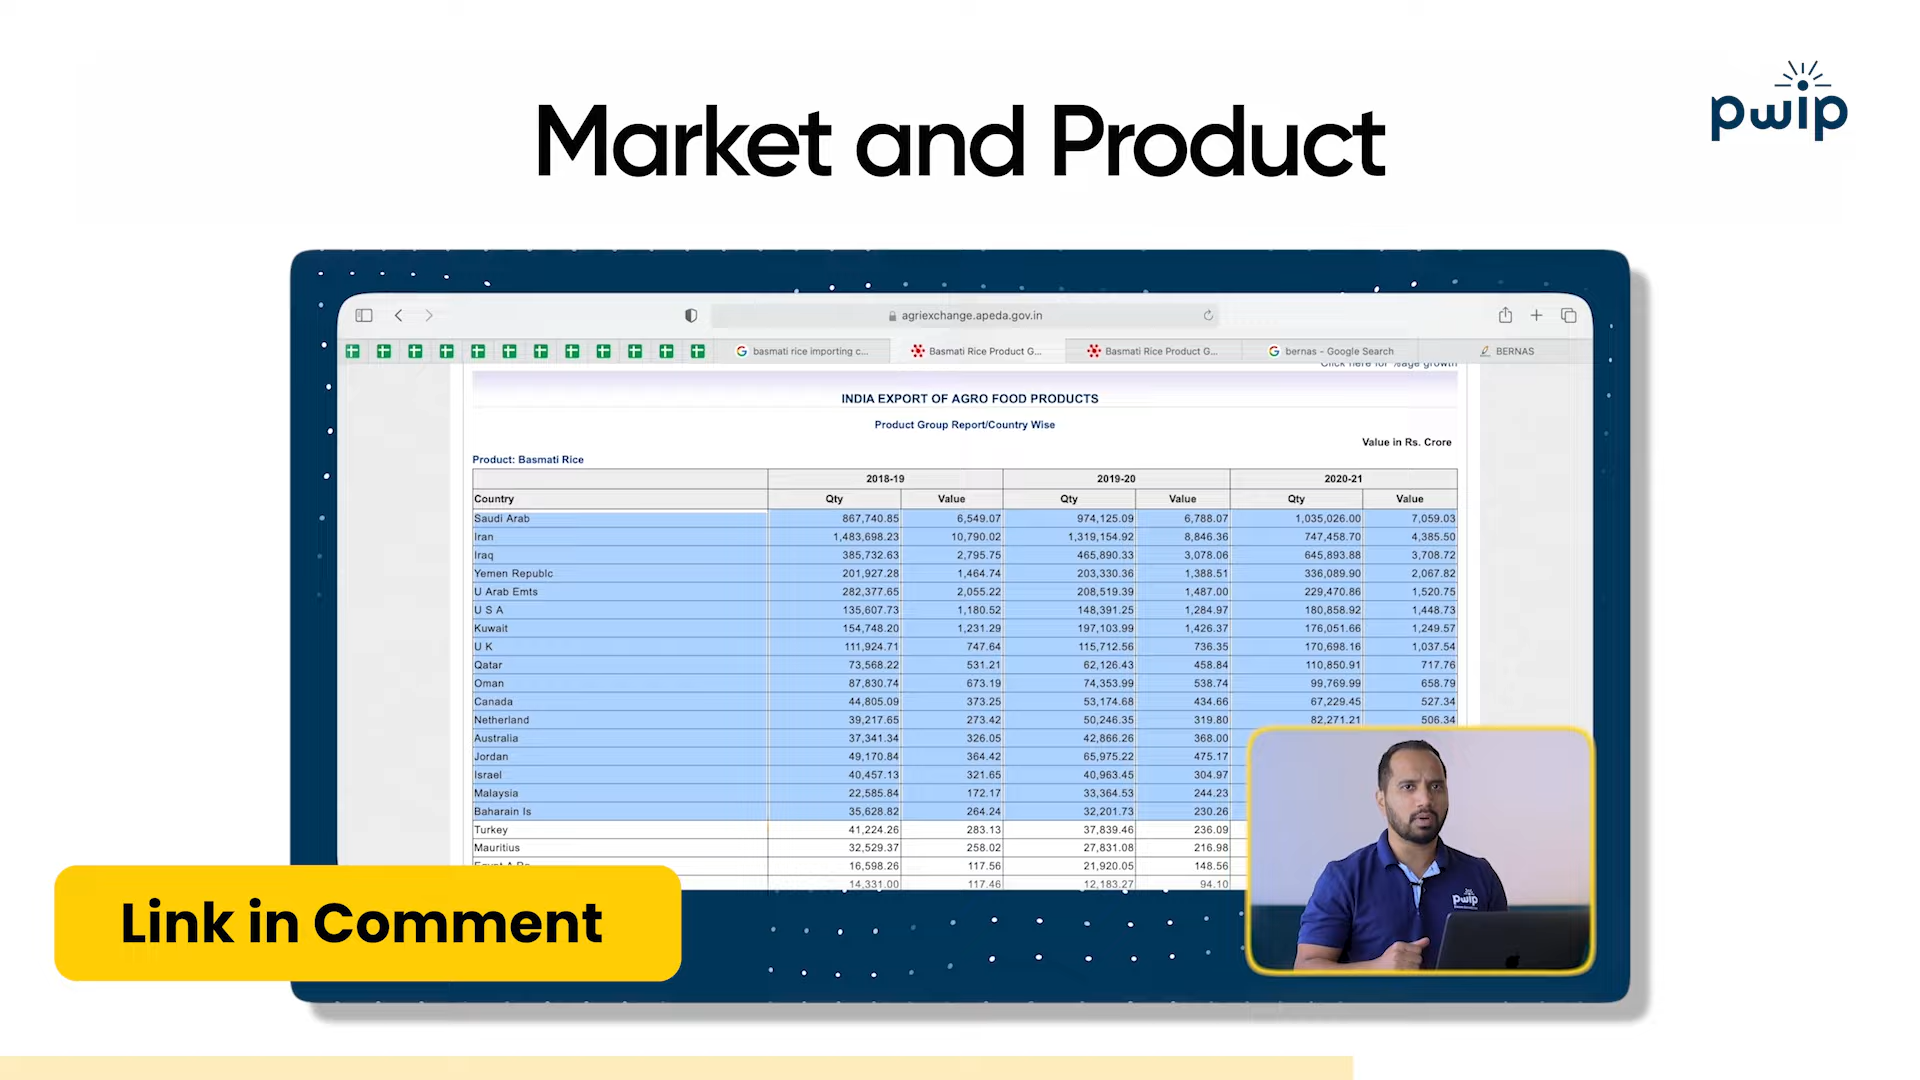 Market and Product
pwip
agriexchange.apeda.gov.in
basmati rice importing c...
Basmati Rice Product G...
Basmati Rice Product G...
bernas - Google Search
BERNAS
Click here for %age growth
INDIA EXPORT OF AGRO FOOD PRODUCTS
Product Group Report/Country Wise
Value in Rs. Crore
Product: Basmati Rice
2018-19 2019-20 2020-21
Country Qty Value Qty Value Qty Value
Saudi Arab 867,740.85 6,549.07 974,125.09 6,788.07 1,035,026.00 7,059.03
Iran 1,483,698.23 10,790.02 1,319,154.92 8,846.36 747,458.70 4,385.50
Iraq 385,732.63 2,795.75 465,890.33 3,078.06 645,893.88 3,708.72
Yemen Republc 201,927.28 1,464.74 203,330.36 1,388.51 336,089.90 2,067.82
U Arab Emts 282,377.65 2,055.22 208,519.39 1,487.00 229,470.86 1,520.75
U S A 135,607.73 1,180.52 148,391.25 1,284.97 180,858.92 1,448.73
Kuwait 154,748.20 1,231.29 197,103.99 1,426.37 176,051.66 1,249.57
U K 111,924.71 747.64 115,712.56 736.35 170,698.16 1,037.54
Qatar 73,568.22 531.21 62,126.43 458.84 110,850.91 717.76
Oman 87,830.74 673.19 74,353.99 538.74 99,769.99 658.79
Canada 44,805.09 373.25 53,174.68 434.66 67,229.45 527.34
Netherland 39,217.65 273.42 50,246.35 319.80 82,271.21 506.34
Australia 37,341.34 326.05 42,866.26 368.00
Jordan 49,170.84 364.42 65,975.22 475.17
Israel 40,457.13 321.65 40,963.45 304.97
Malaysia 22,585.84 172.17 33,364.53 244.23
Baharain Is 35,628.82 264.24 32,201.73 230.26
Turkey 41,224.26 283.13 37,839.46 236.09
Mauritius 32,529.37 258.02 27,831.08 216.98
16,598.26 117.56 21,920.05 148.56
14,331.00 117.46 12,183.27 94.10
Link in Comment
pwip